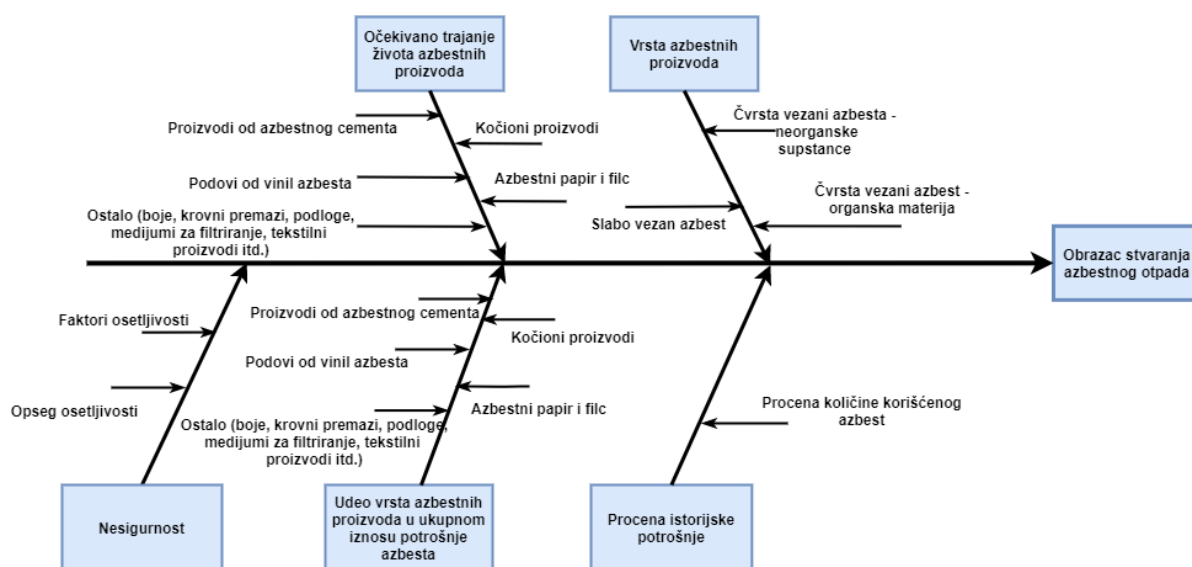 Očekivano trajanje
života azbestnih
proizvoda
Vrsta azbestnih
proizvoda
Proizvodi od azbestnog cementa
Kočioni proizvodi
Podovi od vinil azbesta
Azbestni papir i filc
Ostalo (boje, krovni premazi, podloge,
medijumi za filtriranje, tekstilni
proizvodi itd.)
Čvrsta vezani azbesta -
neorganske
supstance
Čvrsta vezani azbest -
organska materija
Slabo vezan azbest
Obrazac stvaranja
azbestnog otpada
Faktori osetljivosti
Opseg osetljivosti
Proizvodi od azbestnog cementa
Kočioni proizvodi
Podovi od vinil azbesta
Azbestni papir i filc
Ostalo (boje, krovni premazi, podloge,
medijumi za filtriranje, tekstilni
proizvodi itd.)
Procena količine korišćenog
azbest
Nesigurnost
Udeo vrsta azbestnih
proizvoda u ukupnom
iznosu potrošnje
azbesta
Procena istorijske
potrošnje